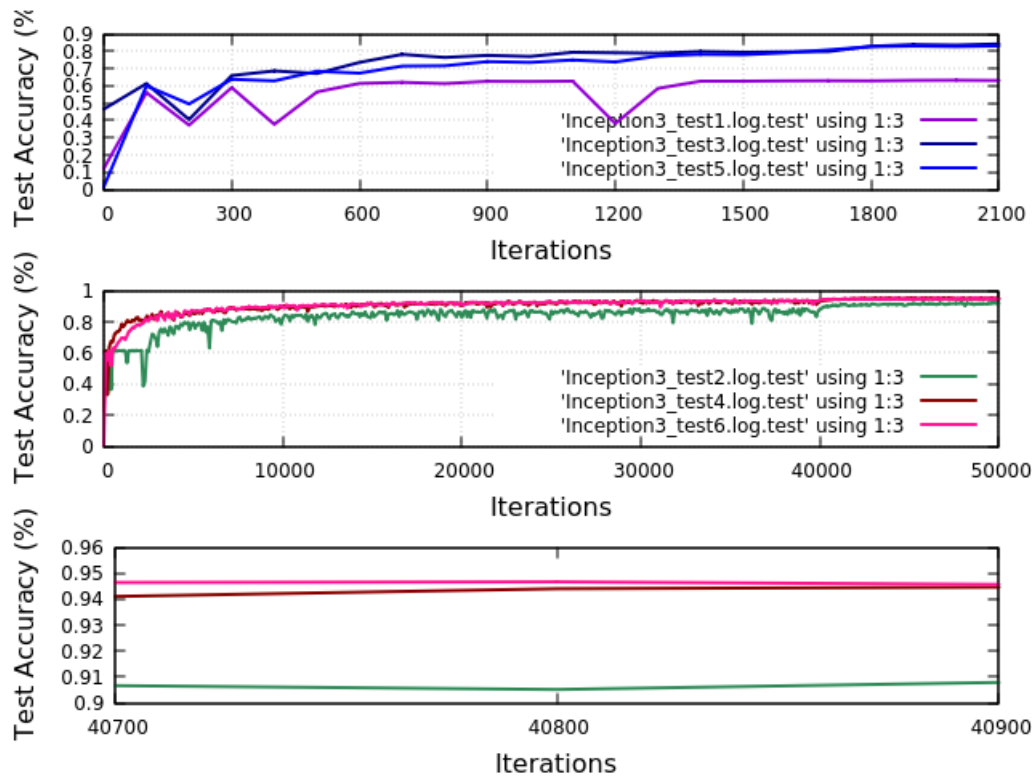 Test Accuracy (%
0.9
0.8
0.7
0.6
0.5
0.4
0.3
0.2
0.1
0
'Inception3_test1.log.test' using 1:3
'Inception3_test3.log.test' using 1:3
'Inception3_test5.log.test' using 1:3
0 300 600 900 1200 1500 1800 2100
Iterations
Test Accuracy (%)
1
0.8
0.6
0.4
0.2
0
'Inception3_test2.log.test' using 1:3
'Inception3_test4.log.test' using 1:3
'Inception3_test6.log.test' using 1:3
0 10000 20000 30000 40000 50000
Iterations
Test Accuracy (%)
0.96
0.95
0.94
0.93
0.92
0.91
0.9
40700 40800 40900
Iterations